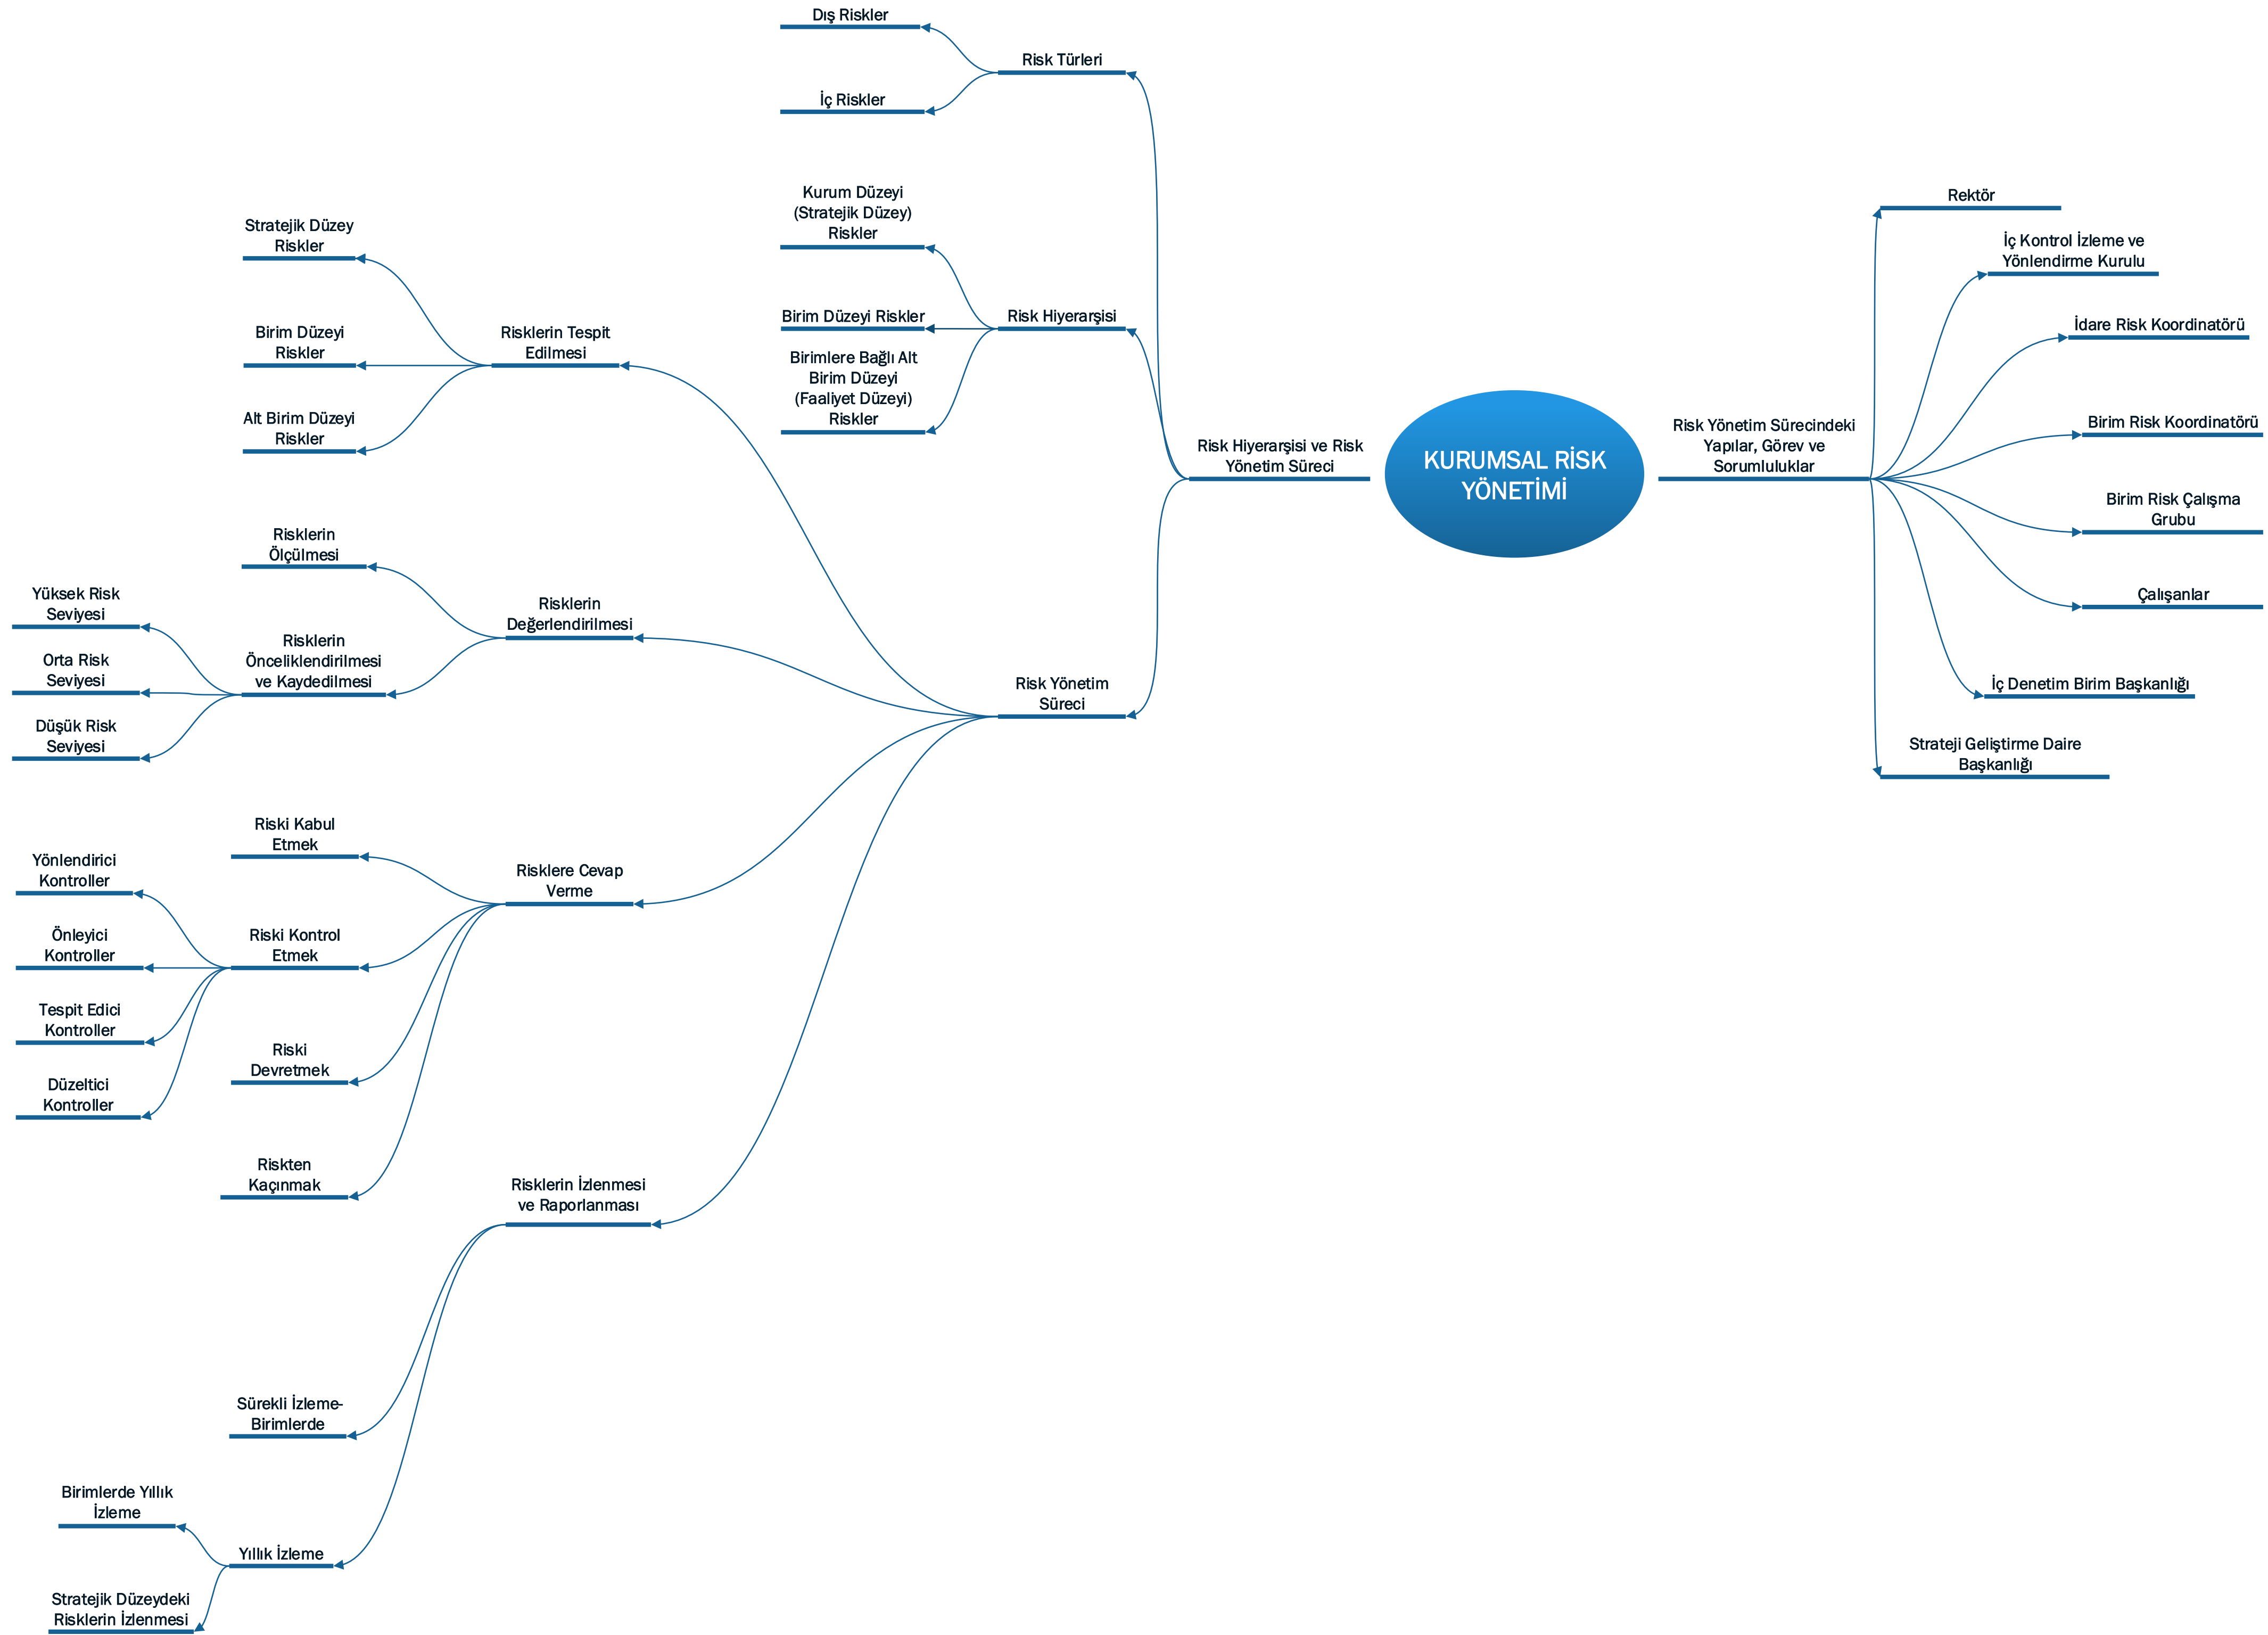 KURUMSAL RİSK
YÖNETİMİ
Risk Hiyerarşisi ve Risk
Yönetim Süreci
Risk Türleri
Dış Riskler
İç Riskler
Risk Hiyerarşisi
Kurum Düzeyi
(Stratejik Düzey)
Riskler
Birim Düzeyi Riskler
Birimlere Bağlı Alt
Birim Düzeyi
(Faaliyet Düzeyi)
Riskler
Risk Yönetim
Süreci
Risklerin Tespit
Edilmesi
Stratejik Düzey
Riskler
Birim Düzeyi
Riskler
Alt Birim Düzeyi
Riskler
Risklerin
Değerlendirilmesi
Risklerin
Ölçülmesi
Risklerin
Önceliklendirilmesi
ve Kaydedilmesi
Yüksek Risk
Seviyesi
Orta Risk
Seviyesi
Düşük Risk
Seviyesi
Risklere Cevap
Verme
Riski Kabul
Etmek
Riski Kontrol
Etmek
Yönlendirici
Kontroller
Önleyici
Kontroller
Tespit Edici
Kontroller
Düzeltici
Kontroller
Riski
Devretmek
Riskten
Kaçınmak
Risklerin İzlenmesi
ve Raporlanması
Sürekli İzleme-
Birimlerde
Yıllık İzleme
Birimlerde Yıllık
İzleme
Stratejik Düzeydeki
Risklerin İzlenmesi
Risk Yönetim Sürecindeki
Yapılar, Görev ve
Sorumluluklar
Rektör
İç Kontrol İzleme ve
Yönlendirme Kurulu
İdare Risk Koordinatörü
Birim Risk Koordinatörü
Birim Risk Çalışma
Grubu
Çalışanlar
İç Denetim Birim Başkanlığı
Strateji Geliştirme Daire
Başkanlığı